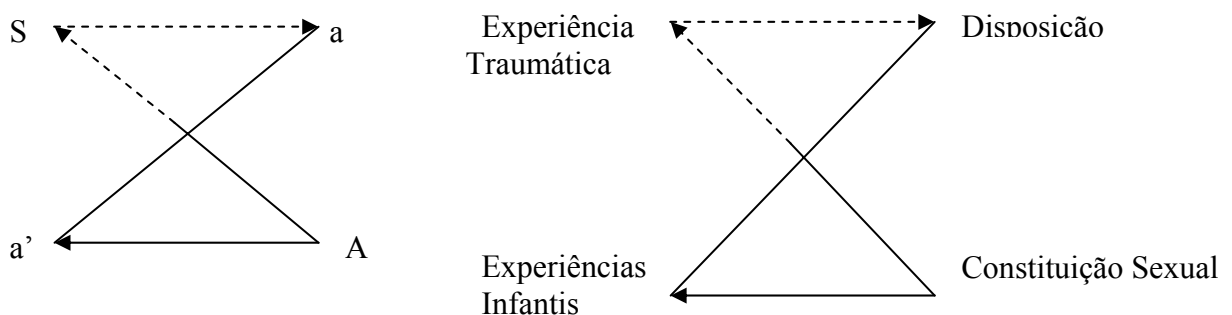 S
a
a’
A
Experiência
Traumática
Disposição
Experiências
Infantis
Constituição Sexual